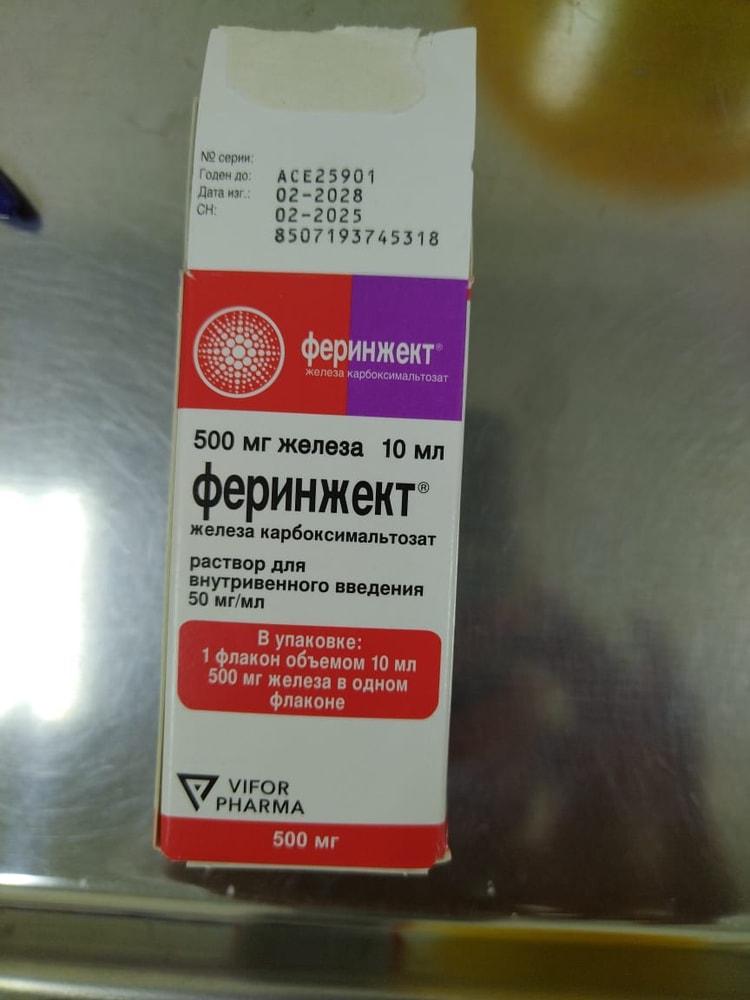 № серии:
Годен до: ACE25901
Дата изг.: 02-2028
СН: 02-2025
8507193745318
феринжект®
железа карбоксимальтозат
500 мг железа 10 мл
феринжект®
железа карбоксимальтозат
раствор для
внутривенного введения
50 мг/мл
В упаковке:
1 флакон объемом 10 мл
500 мг железа в одном
флаконе
VIFOR
PHARMA
500 мг